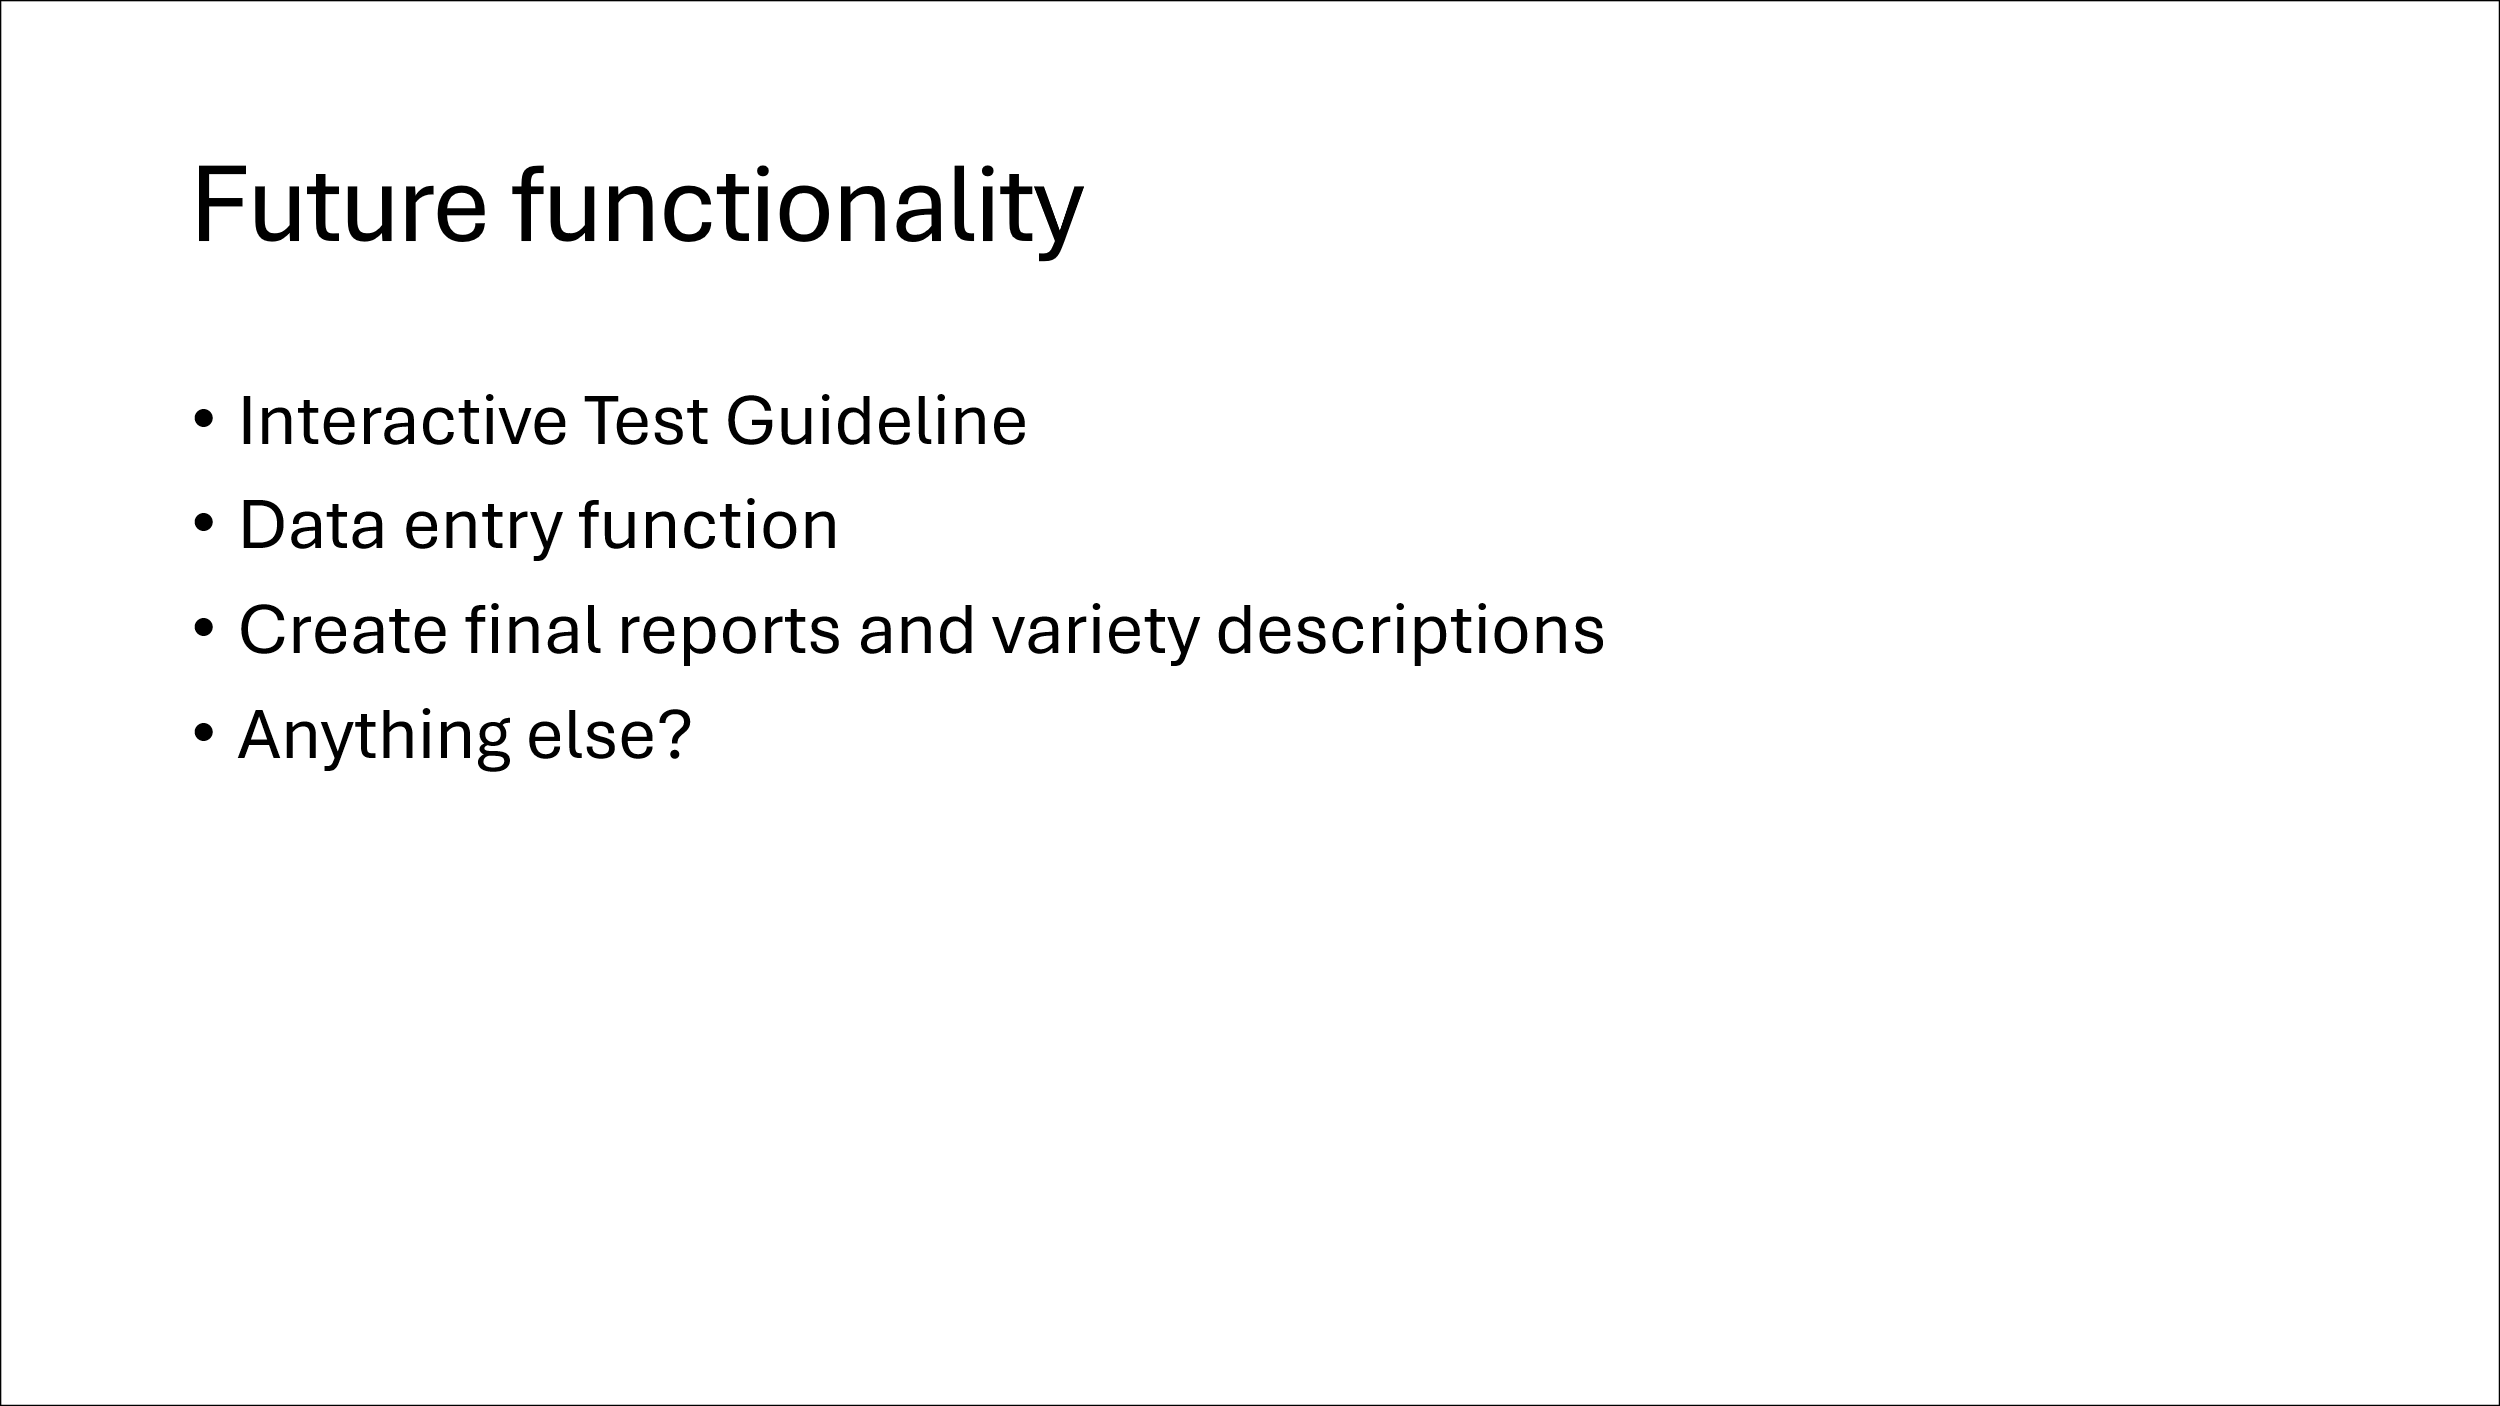 Future functionality
• Interactive Test Guideline
• Data entry function
• Create final reports and variety descriptions
• Anything else?